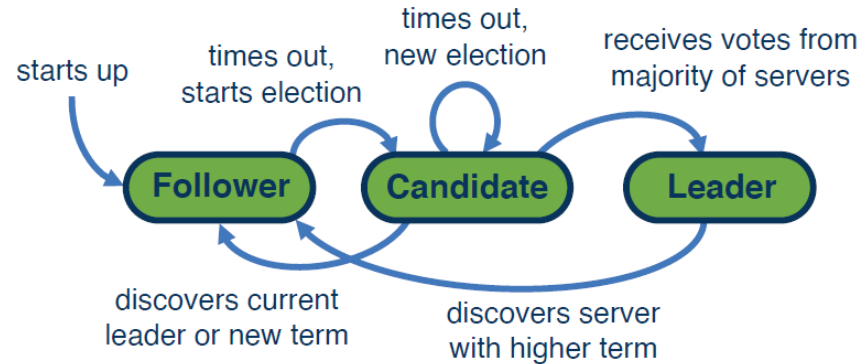 starts up
times out,
starts election
times out,
new election
receives votes from
majority of servers
Follower
Candidate
Leader
discovers current
leader or new term
discovers server
with higher term